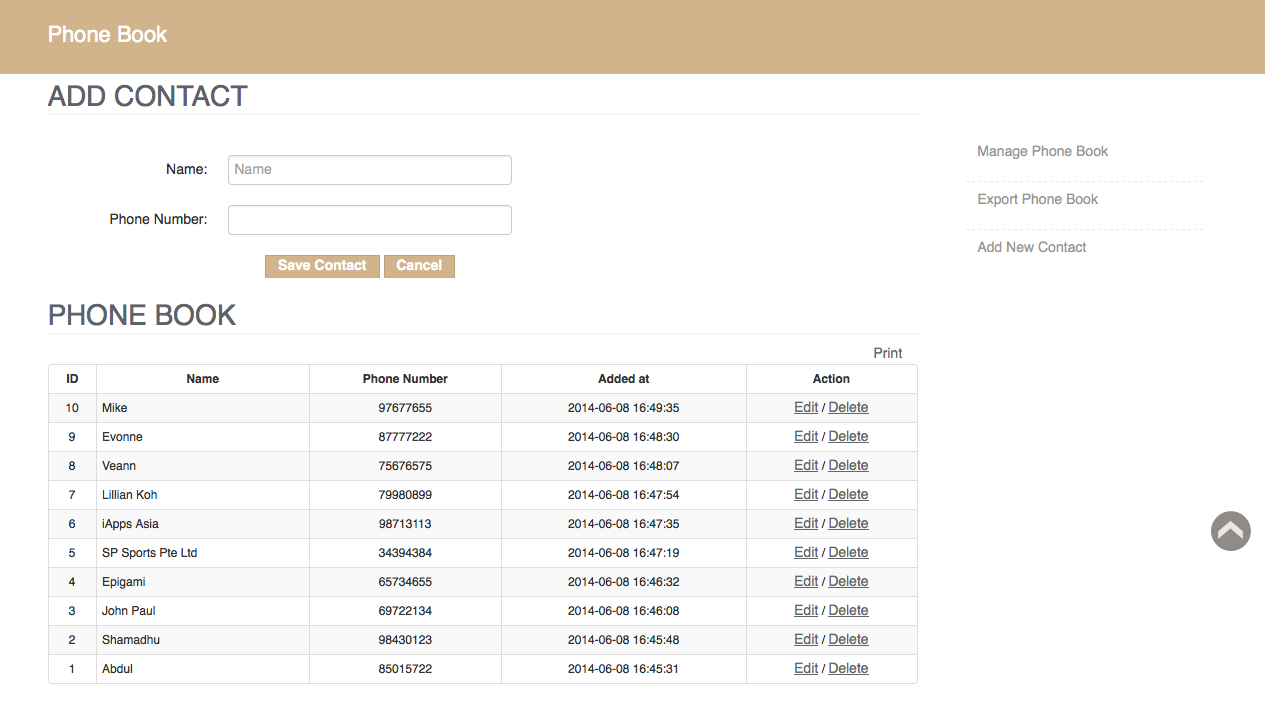 Phone Book
ADD CONTACT
Name: Name
Phone Number:
Save Contact Cancel
Manage Phone Book
Export Phone Book
Add New Contact
PHONE BOOK
Print
ID Name Phone Number Added at Action
10 Mike 97677655 2014-06-08 16:49:35 Edit / Delete
9 Evonne 87777222 2014-06-08 16:48:30 Edit / Delete
8 Veann 75676575 2014-06-08 16:48:07 Edit / Delete
7 Lillian Koh 79980899 2014-06-08 16:47:54 Edit / Delete
6 iApps Asia 98713113 2014-06-08 16:47:35 Edit / Delete
5 SP Sports Pte Ltd 34394384 2014-06-08 16:47:19 Edit / Delete
4 Epigami 65734655 2014-06-08 16:46:32 Edit / Delete
3 John Paul 69722134 2014-06-08 16:46:08 Edit / Delete
2 Shamadhu 98430123 2014-06-08 16:45:48 Edit / Delete
1 Abdul 85015722 2014-06-08 16:45:31 Edit / Delete